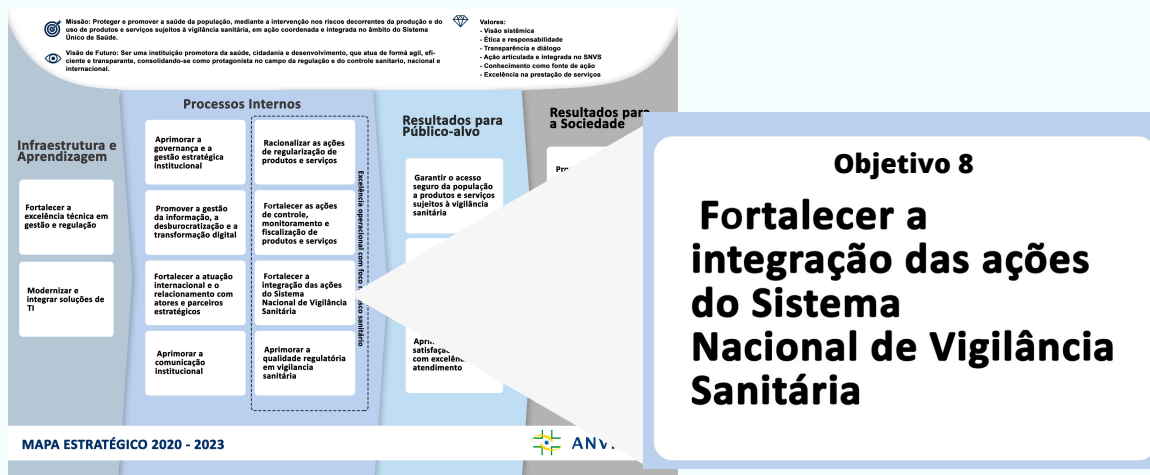 Missão: Proteger e promover a saúde da população, mediante a intervenção nos riscos decorrentes da produção e do
uso de produtos e serviços sujeitos à vigilância sanitária, em ação coordenada e integrada no âmbito do Sistema
Único de Saúde.
Visão de Futuro: Ser uma instituição promotora da saúde, cidadania e desenvolvimento, que atua de formá agil, efi-
ciente e transparante, consolidando-se como protagonista no campo da regulação e do controle sanitario, nacional e
internacional.
Valores:
- Visão sistêmica
- Ética e responsabilidade
- Transparência e diálogo
- Ação articulada e integrada no SNVS
- Conhecimento como fonte de ação
- Excelência na prestação de serviços
Infraestrutura e
Aprendizagem
Fortalecer a
excelência técnica em
gestão e regulação
Modernizar e
integrar soluções de
TI
Processos Internos
Aprimorar a
governança e a
gestão estratégica
institucional
Promover a gestão
da informação, a
desburocratização e a
transformação digital
Fortalecer a atuação
internacional e o
relacionamento com
atores e parceiros
estratégicos
Aprimorar a
comunicação
institucional
Racionalizar as ações
de regularização de
produtos e serviços
Fortalecer as ações
de controle,
monitoramento e
fiscalização de
produtos e serviços
Fortalecer a
integração das ações
do Sistema
Nacional de Vigilância
Sanitária
Aprimorar a
qualidade regulatória
em vigilancia
sanitária
Excelência operacional com foco sanitário
Resultados para
Público-alvo
Garantir o acesso
seguro da população
a produtos e serviços
sujeitos à vigilância
sanitária
com excelên
atendimento
Resultados para
a Sociedade
Objetivo 8
Fortalecer a
integração das ações
do Sistema
Nacional de Vigilância
Sanitária
MAPA ESTRATÉGICO 2020 - 2023